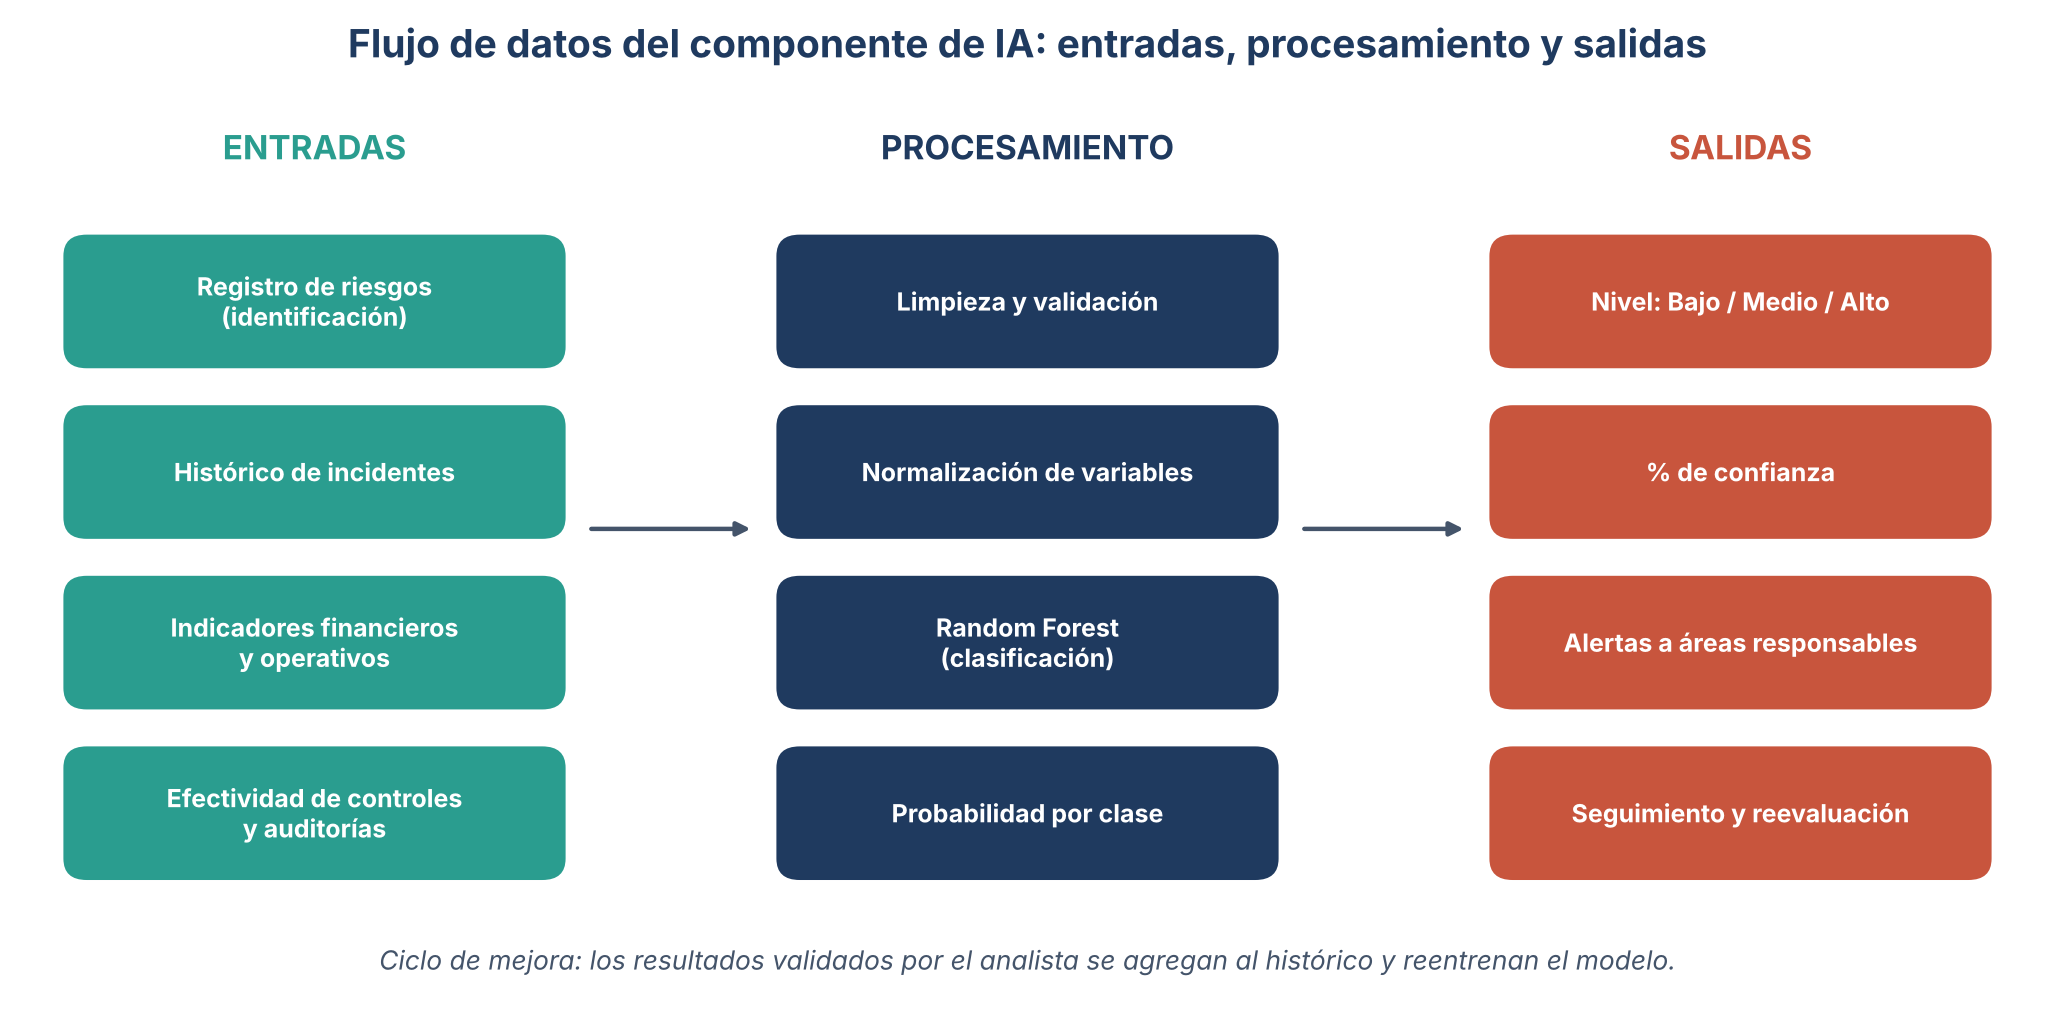 Flujo de datos del componente de IA: entradas, procesamiento y salidas
ENTRADAS
Registro de riesgos
(identificación)
Histórico de incidentes
Indicadores financieros
y operativos
Efectividad de controles
y auditorías
PROCESAMIENTO
Limpieza y validación
Normalización de variables
Random Forest
(clasificación)
Probabilidad por clase
SALIDAS
Nivel: Bajo / Medio / Alto
% de confianza
Alertas a áreas responsables
Seguimiento y reevaluación
Ciclo de mejora: los resultados validados por el analista se agregan al histórico y reentrenan el modelo.